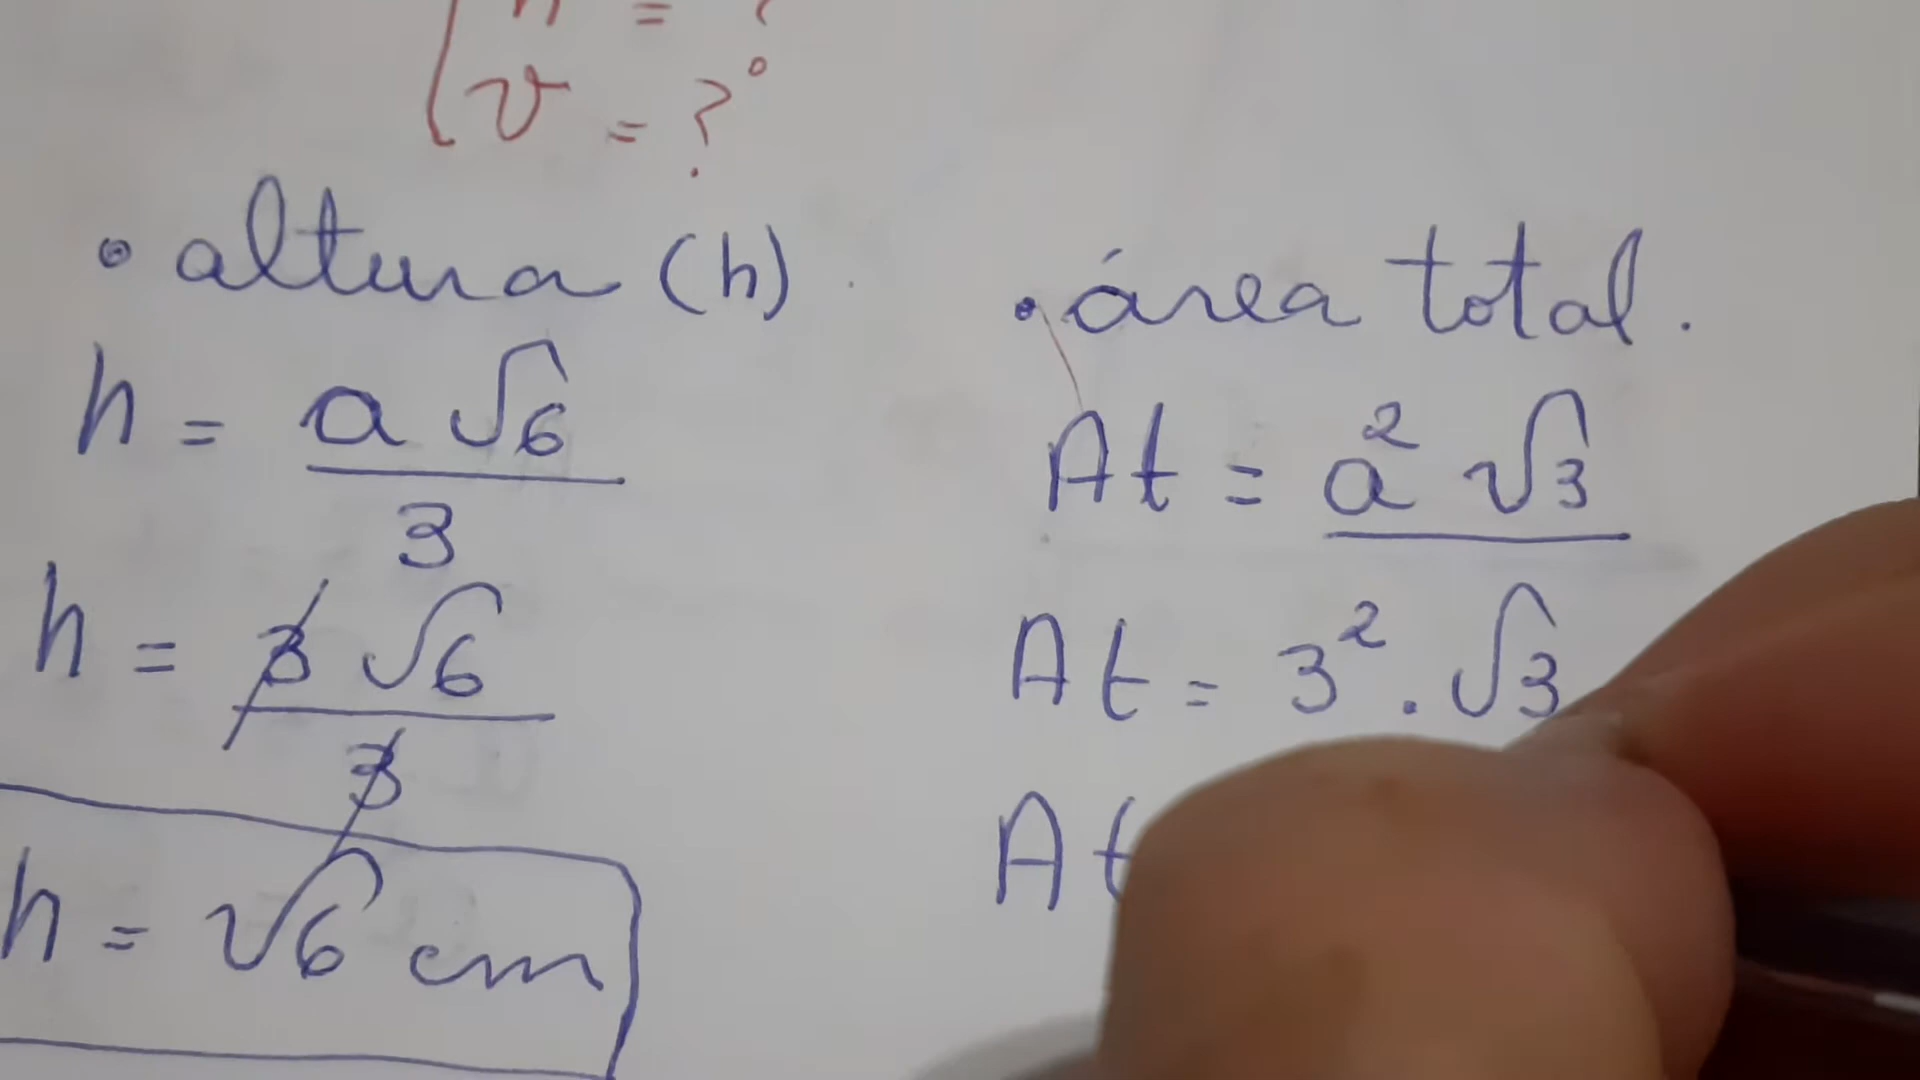 = ?
v = ?
• altura (h).
h = a √6
3
h = 3 √6
3
h = √6 cm
• área total.
At = a² √3
At = 3² . √3
At